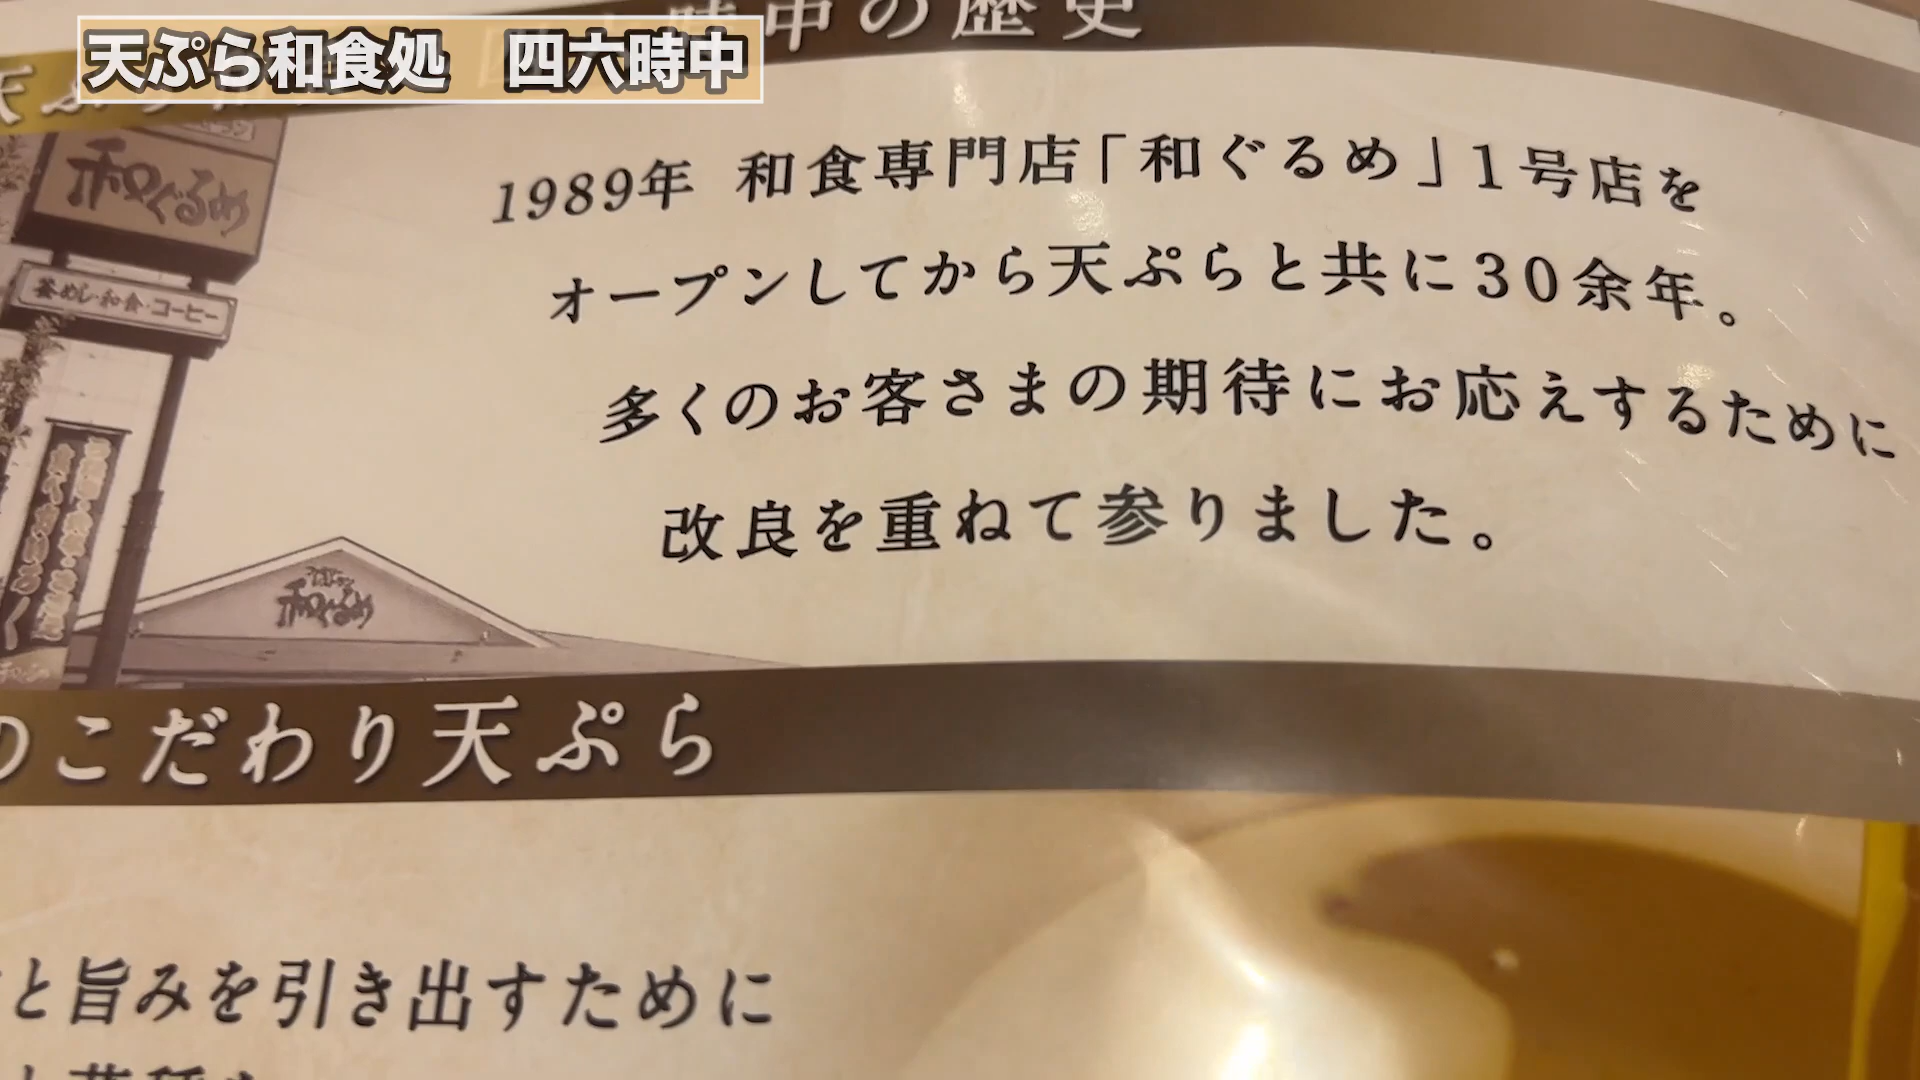 天ぷら和食処 四六時中
時中の歴史
和ぐるめ
釜めし・和食・コーヒー
1989年 和食専門店「和ぐるめ」1号店を
オープンしてから天ぷらと共に30余年。
多くのお客さまの期待にお応えするために
改良を重ねて参りました。
和ぐるめ
のこだわり天ぷら
と旨みを引き出すために